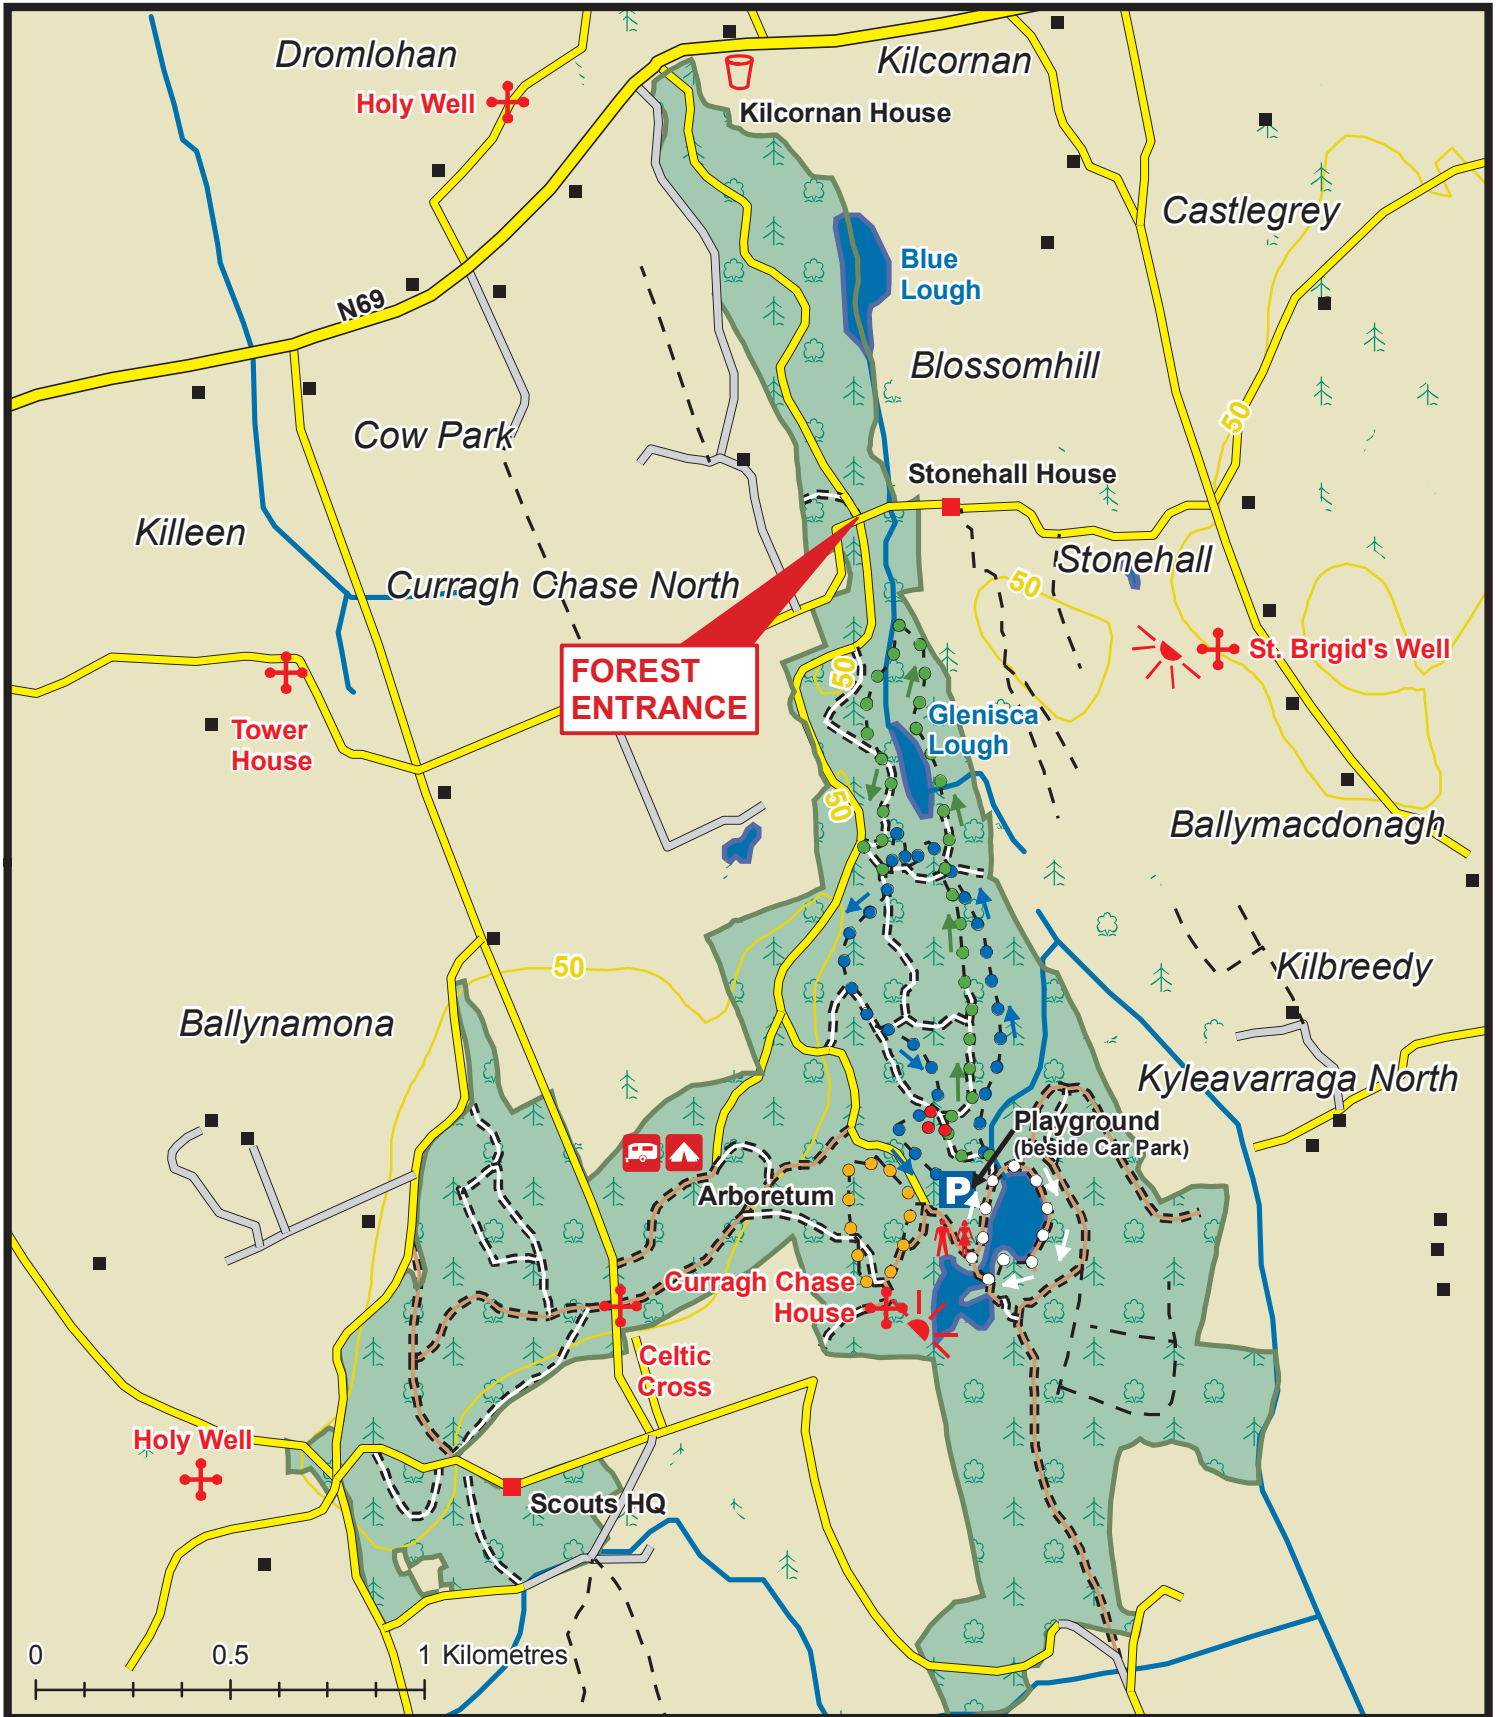 Dromlohan
Kilcornan
Holy Well
Kilcornan House
Castlegrey
Blue
Lough
N69
Blossomhill
50
Cow Park
Stonehall House
Killeen
Stonehall
Curragh Chase North
50
St. Brigid's Well
FOREST
ENTRANCE
50
Glenisca
Lough
Tower
House
50
Ballymacdonagh
50
Kilbreedy
Ballynamona
Kyleavarraga North
Playground
(beside Car Park)
P
Arboretum
Curragh Chase
House
Celtic
Cross
Holy Well
Scouts HQ
0 0.5 1 Kilometres